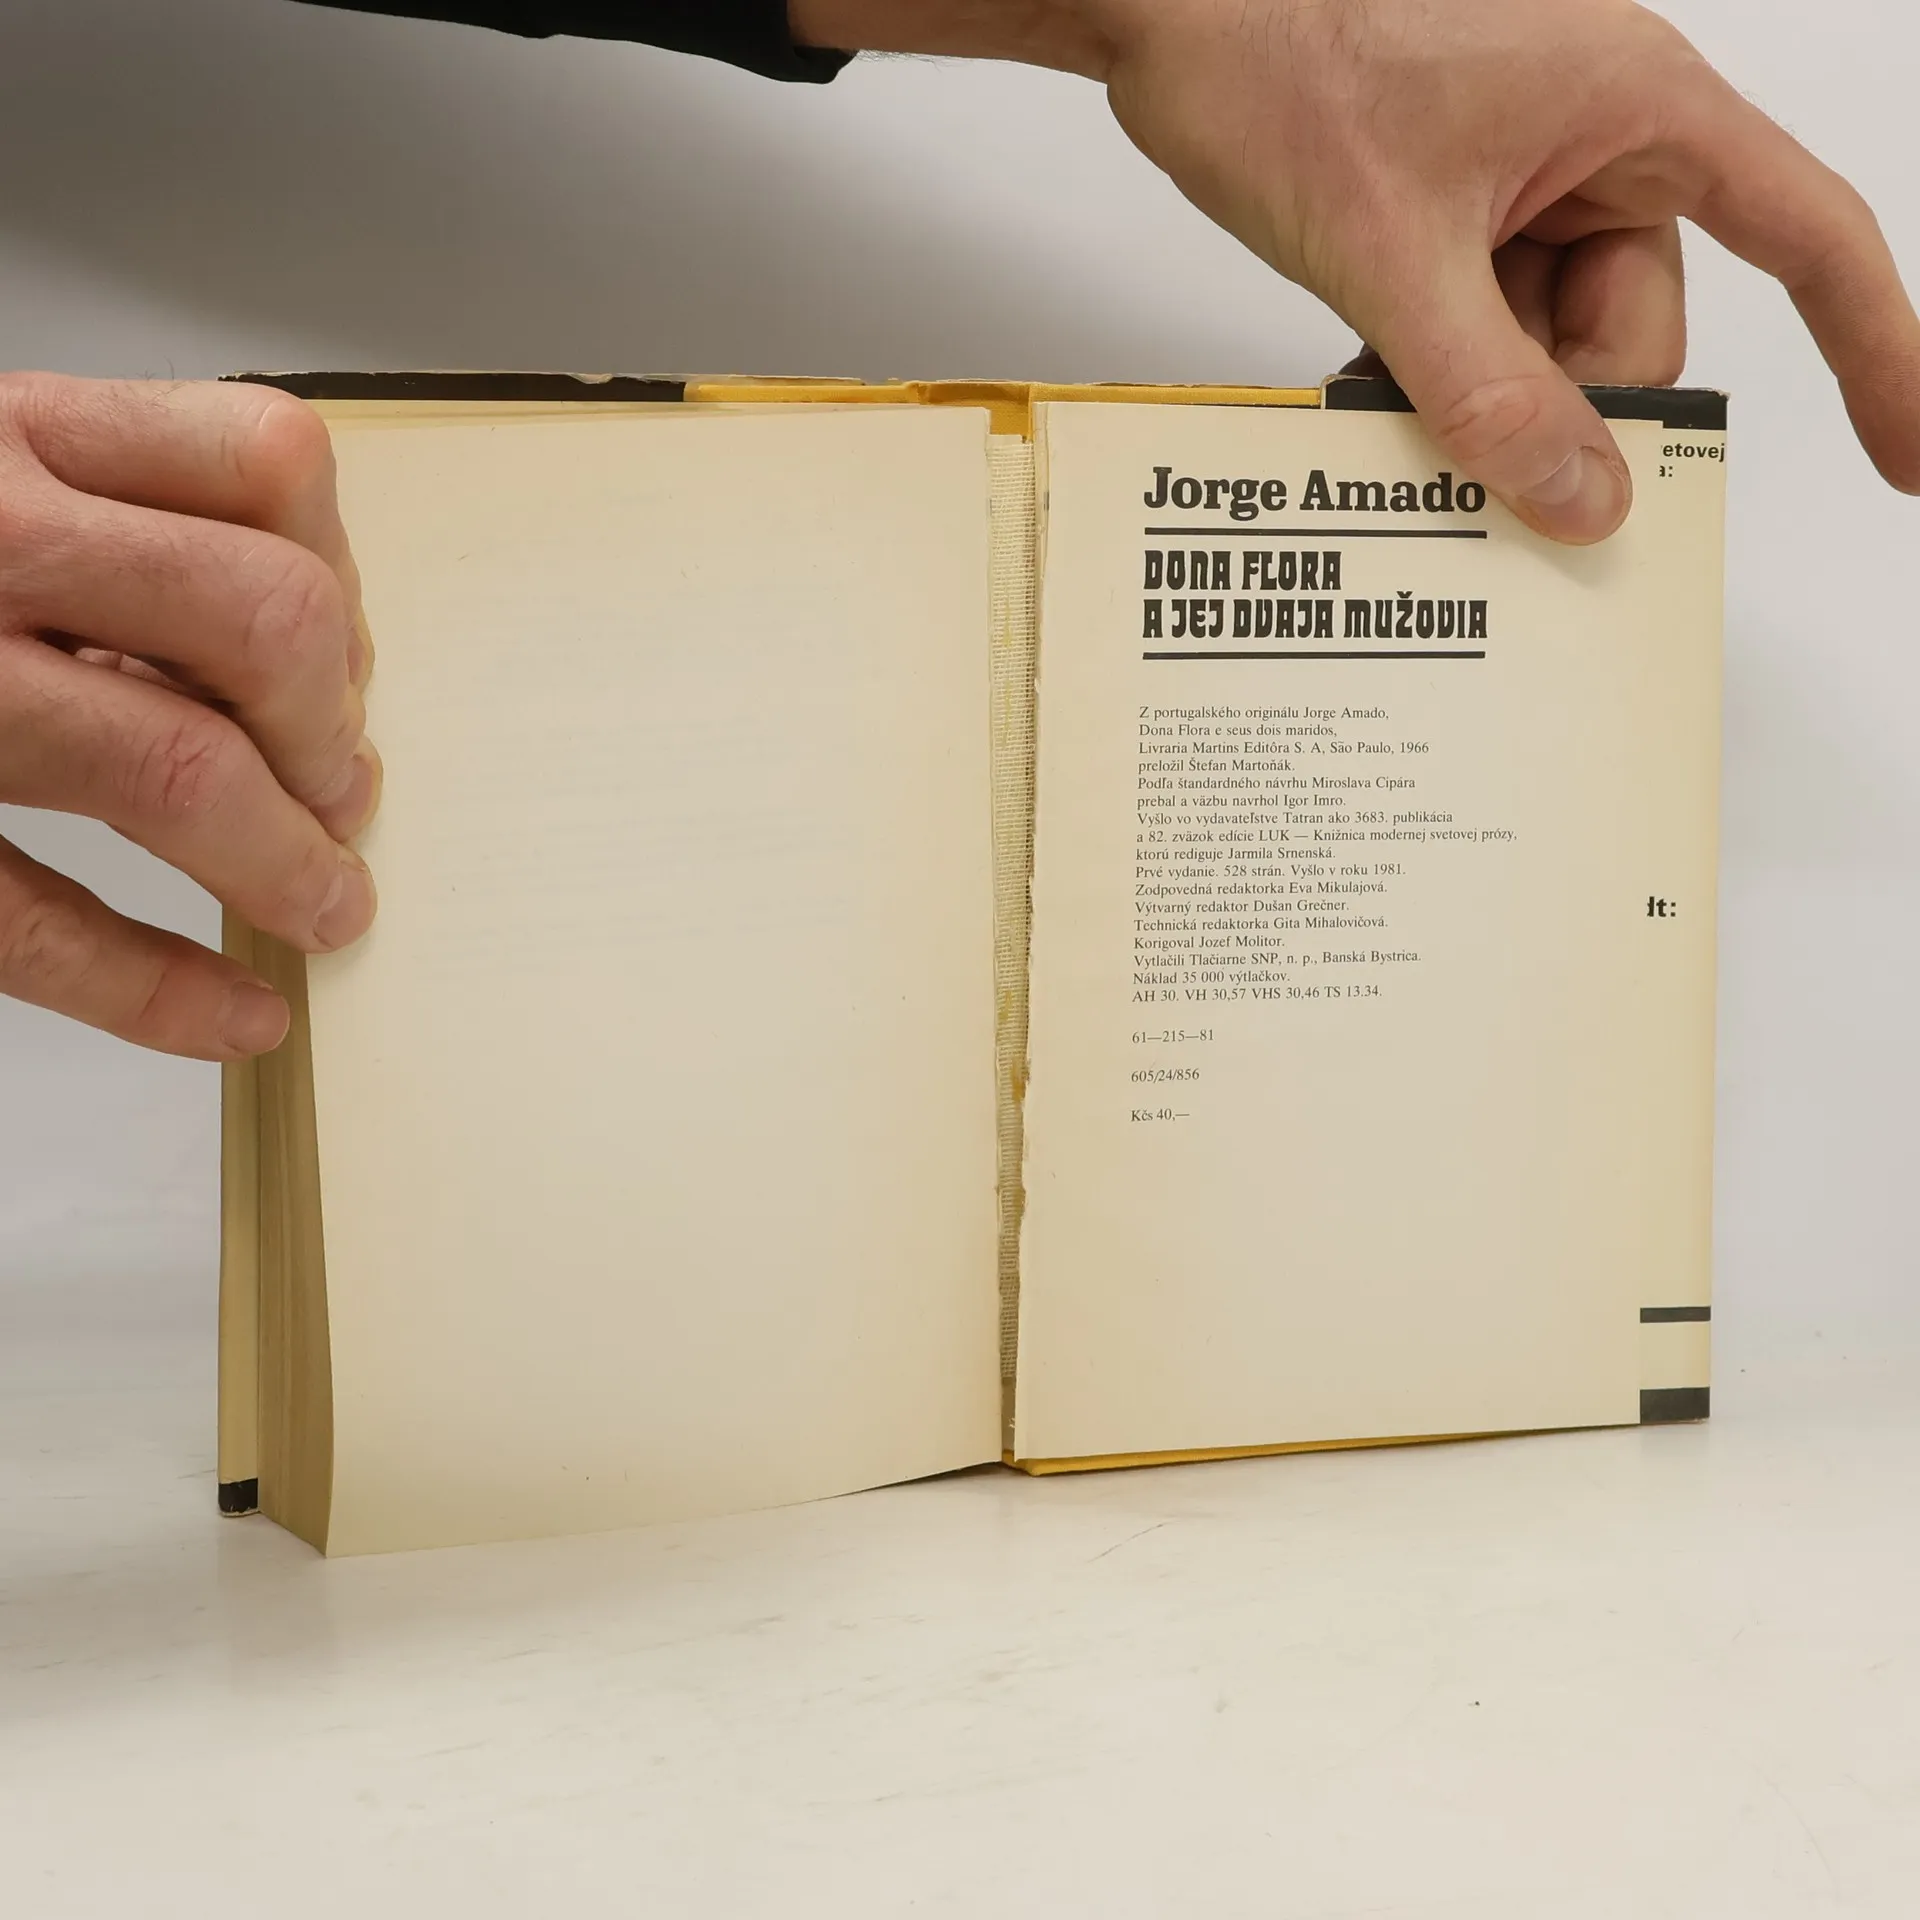 Jorge Amado
DONA FLORA
A JEJ DVAJA MUŽOVIA
Z portugalského originálu Jorge Amado,
Dona Flora e seus dois maridos,
Livraria Martins Editôra S. A, São Paulo, 1966
preložil Štefan Martoňák.
Podľa štandardného návrhu Miroslava Cipára
prebal a väzbu navrhol Igor Imro.
Vyšlo vo vydavateľstve Tatran ako 3683. publikácia
a 82. zväzok edície LUK — Knižnica modernej svetovej prózy,
ktorú rediguje Jarmila Srnenská.
Prvé vydanie. 528 strán. Vyšlo v roku 1981.
Zodpovedná redaktorka Eva Mikulajová.
Výtvarný redaktor Dušan Grečner.
Technická redaktorka Gita Mihalovičová.
Korigoval Jozef Molitor.
Vytlačili Tlačiarne SNP, n. p., Banská Bystrica.
Náklad 35 000 výtlačkov.
AH 30. VH 30,57 VHS 30,46 TS 13.34.
61—215—81
605/24/856
Kčs 40,—
etovej
a:
dt: